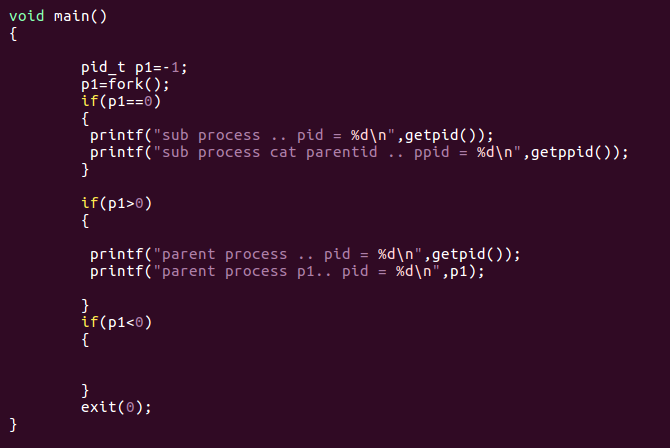 void main()
{
pid_t p1=-1;
p1=fork();
if(p1==0)
{
printf("sub process .. pid = %d\n",getpid());
printf("sub process cat parentid .. ppid = %d\n",getppid());
}
if(p1>0)
{
printf("parent process .. pid = %d\n",getpid());
printf("parent process p1.. pid = %d\n",p1);
}
if(p1<0)
{
}
exit(0);
}